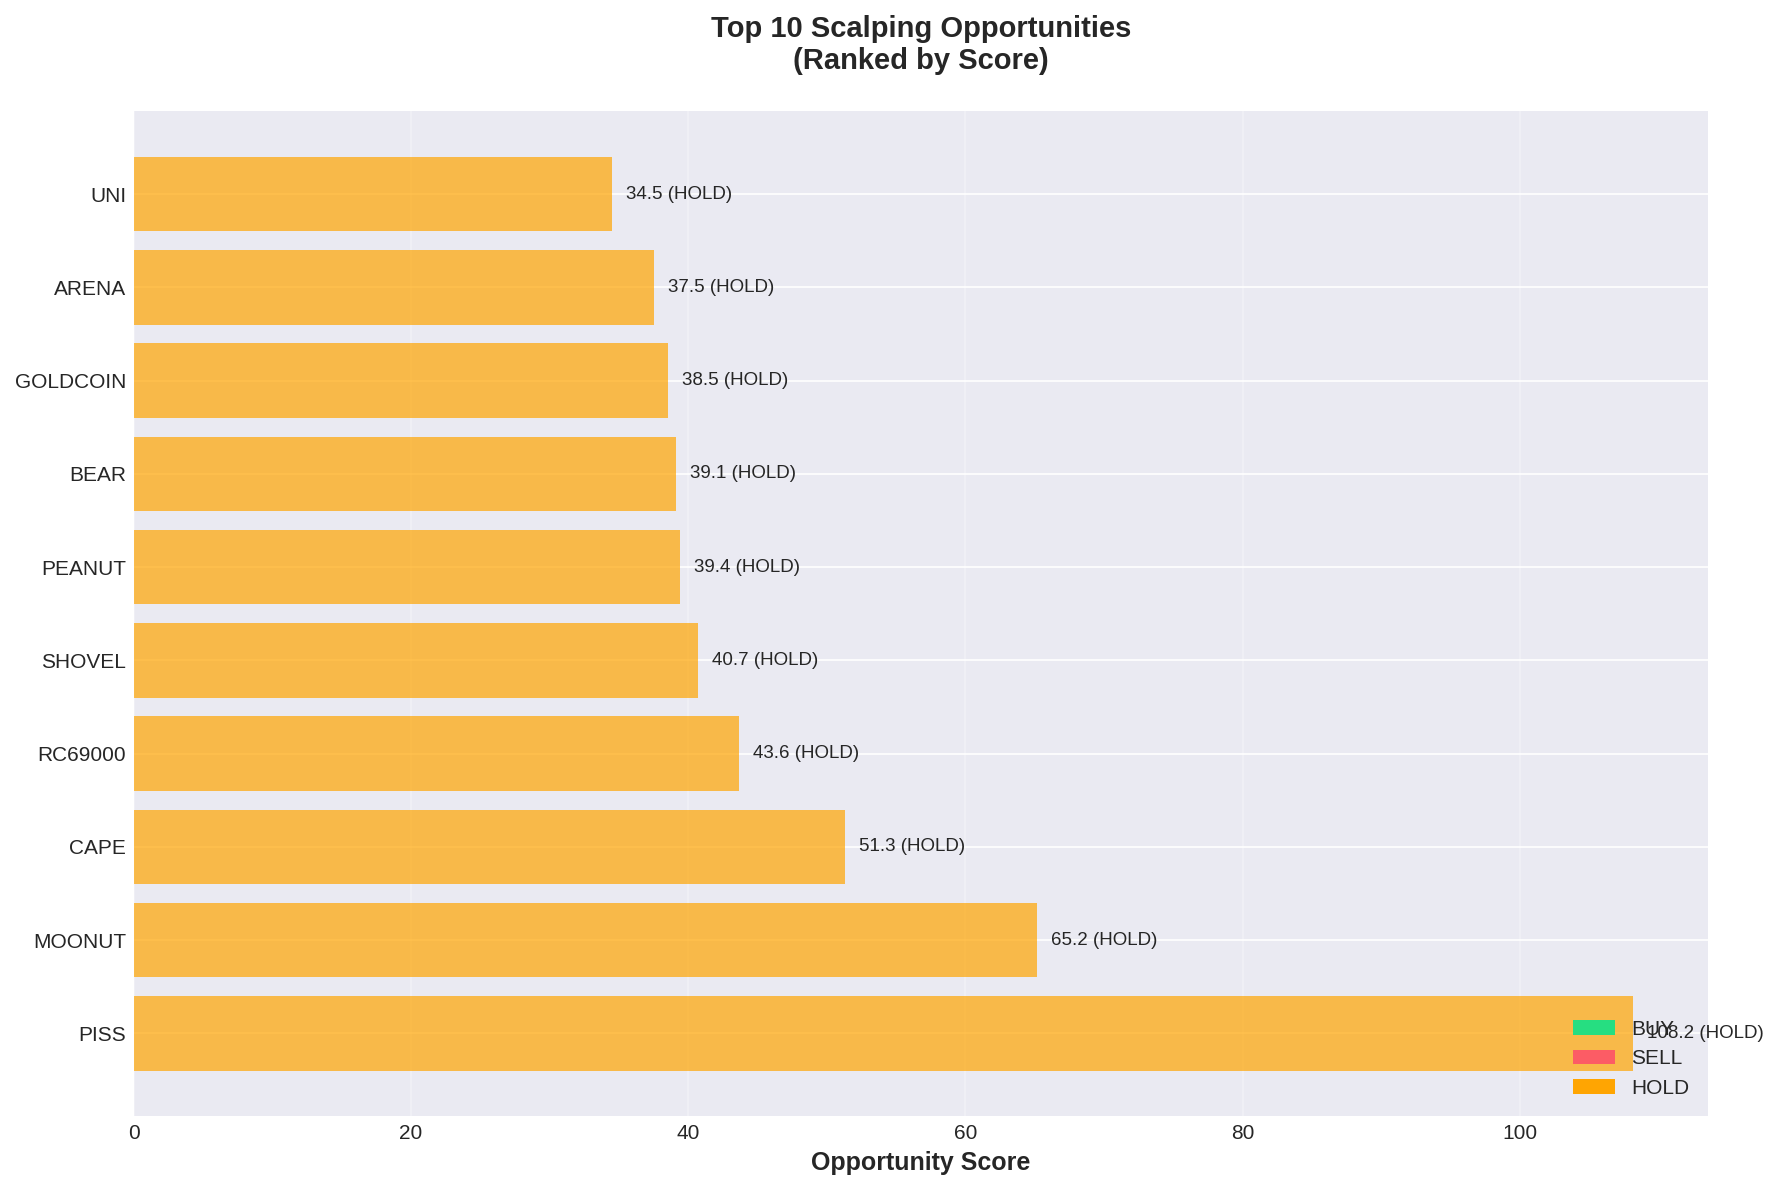 Top 10 Scalping Opportunities
(Ranked by Score)
UNI 34.5 (HOLD)
ARENA 37.5 (HOLD)
GOLDCOIN 38.5 (HOLD)
BEAR 39.1 (HOLD)
PEANUT 39.4 (HOLD)
SHOVEL 40.7 (HOLD)
RC69000 43.6 (HOLD)
CAPE 51.3 (HOLD)
MOONUT 65.2 (HOLD)
PISS 108.2 (HOLD)
BUY
SELL
HOLD
0 20 40 60 80 100
Opportunity Score